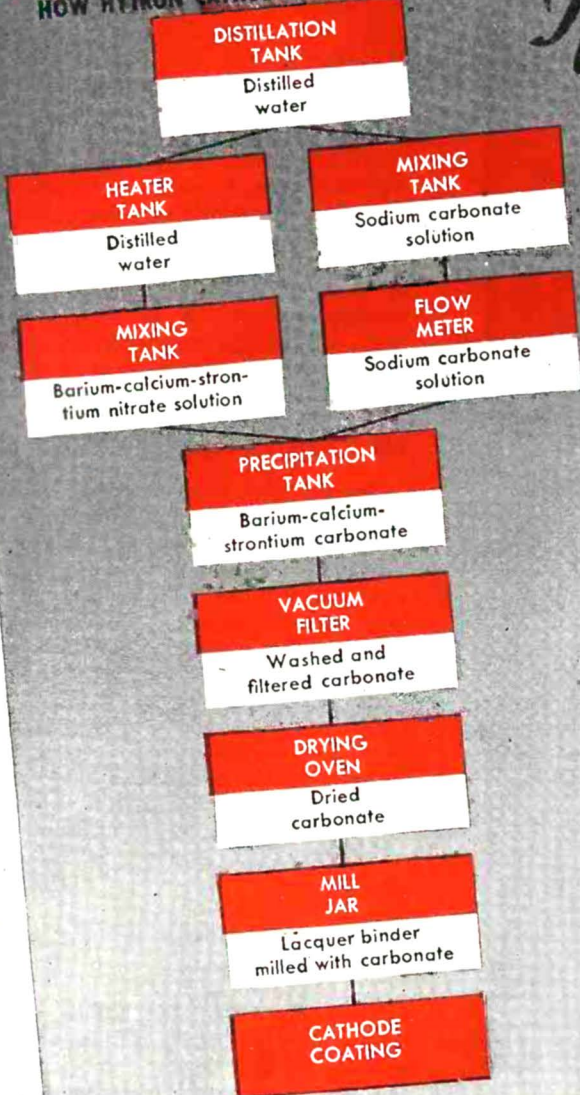 HOW HYTRON
DISTILLATION
TANK
Distilled
water
HEATER
TANK
Distilled
water
MIXING
TANK
Sodium carbonate
solution
MIXING
TANK
Barium-calcium-stron-
tium nitrate solution
FLOW
METER
Sodium carbonate
solution
PRECIPITATION
TANK
Barium-calcium-
strontium carbonate
VACUUM
FILTER
Washed and
filtered carbonate
DRYING
OVEN
Dried
carbonate
MILL
JAR
Lacquer binder
milled with carbonate
CATHODE
COATING